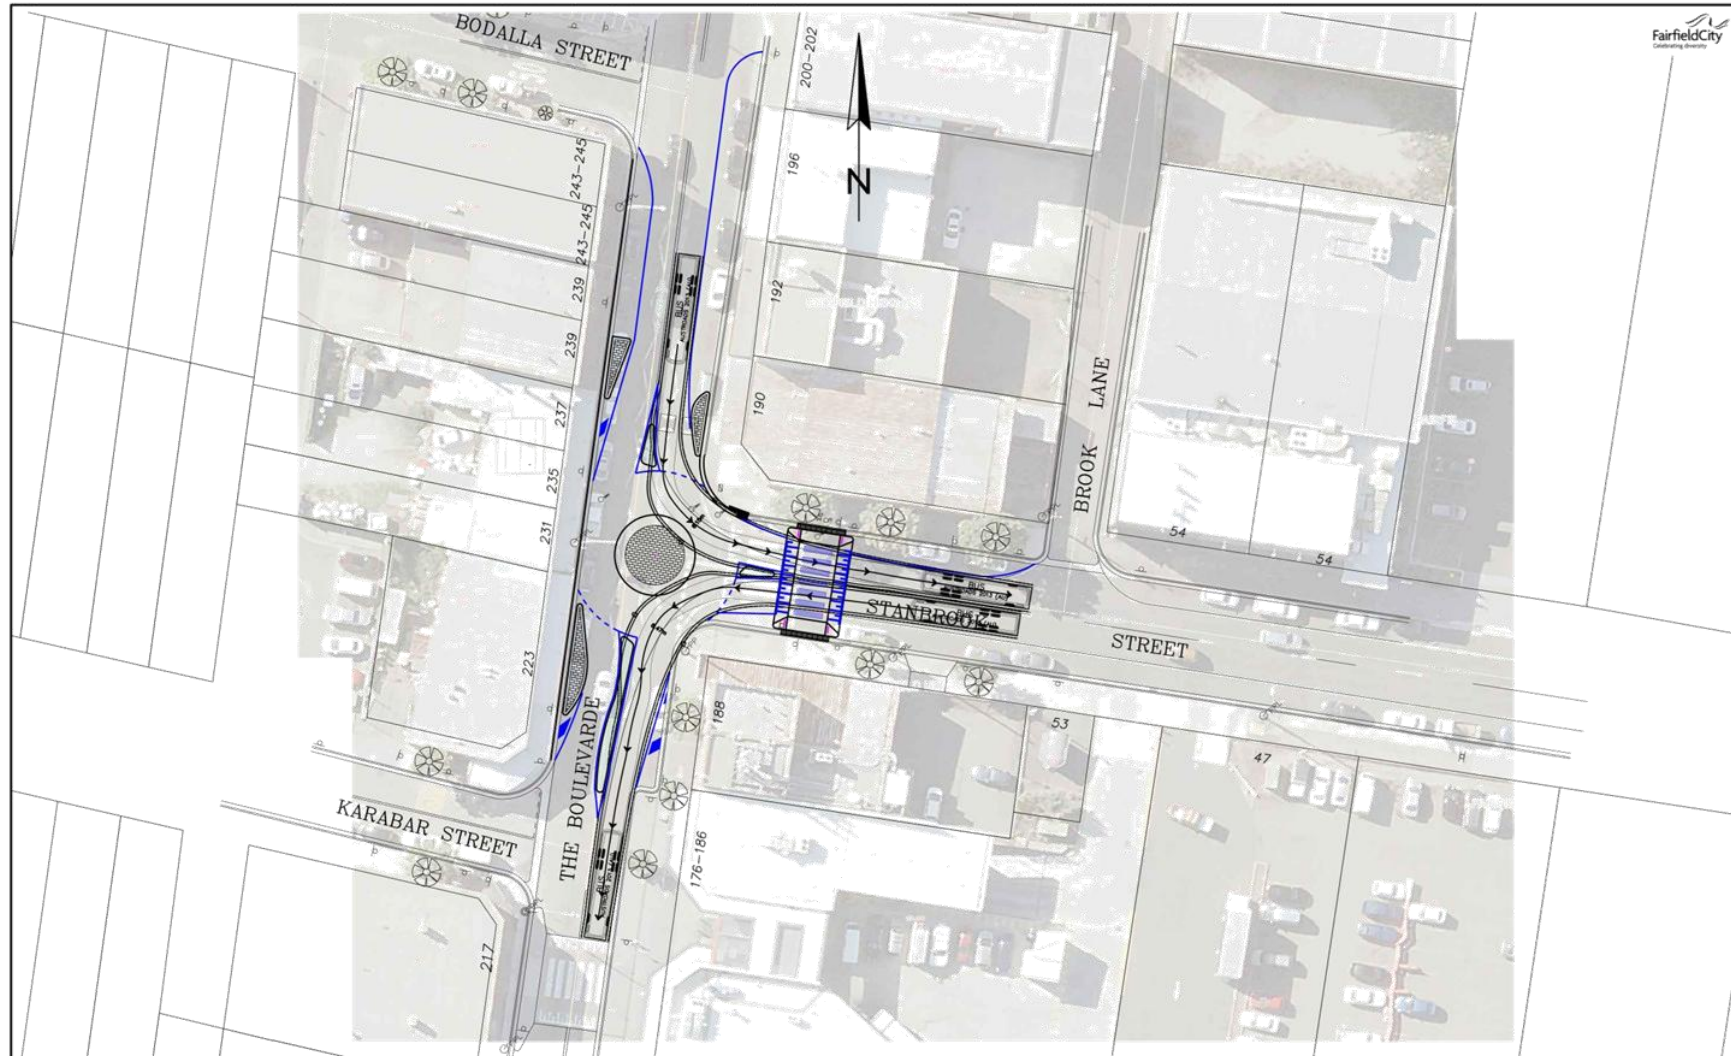 BODALLA STREET
FairfieldCity
Celebrating diversity
200-202
196
N
243-245
243-245
239
192
239
237
190
235
231
BROOK LANE
54
54
BUS
BUS
STANBROOK
STREET
223
188
53
47
THE BOULEVARDE
KARABAR STREET
176-186
217
BUS
BUS